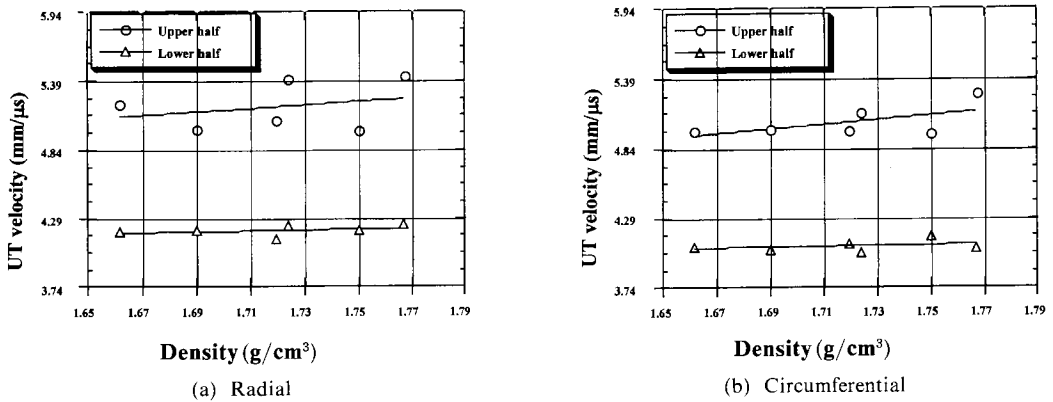 5.94
5.39
4.84
4.29
3.74
UT velocity (mm/μs)
Upper half
Lower half
1.65 1.67 1.69 1.71 1.73 1.75 1.77 1.79
Density (g/cm³)
(a) Radial
5.94
5.39
4.84
4.29
3.74
UT velocity (mm/μs)
Upper half
Lower half
1.65 1.67 1.69 1.71 1.73 1.75 1.77 1.79
Density (g/cm³)
(b) Circumferential